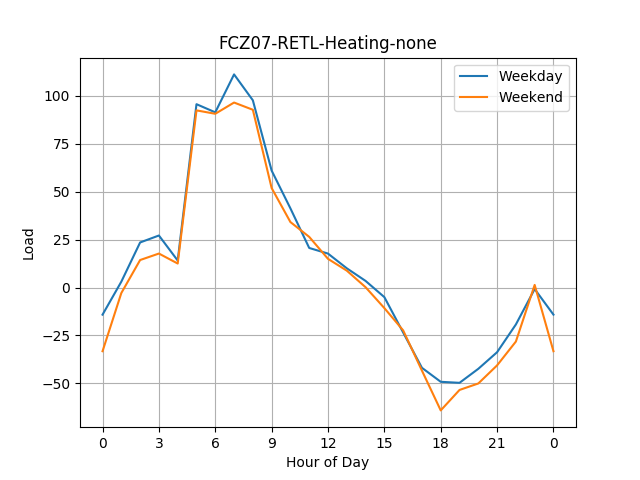 FCZ07-RETL-Heating-none
Weekday
Weekend
Load
100
75
50
25
0
−25
−50
0 3 6 9 12 15 18 21 0
Hour of Day